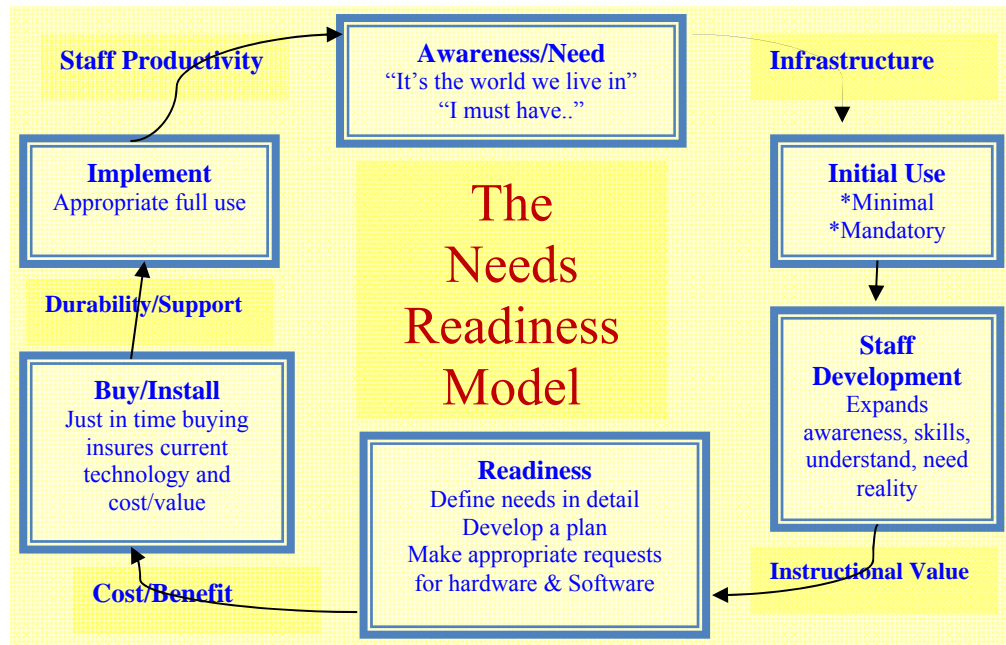 Staff Productivity
Awareness/Need
“It’s the world we live in”
“I must have..”
Infrastructure
Implement
Appropriate full use
Initial Use
*Minimal
*Mandatory
The
Needs
Readiness
Model
Durability/Support
Staff
Development
Expands
awareness, skills,
understand, need
reality
Buy/Install
Just in time buying
insures current
technology and
cost/value
Readiness
Define needs in detail
Develop a plan
Make appropriate requests
for hardware & Software
Instructional Value
Cost/Benefit